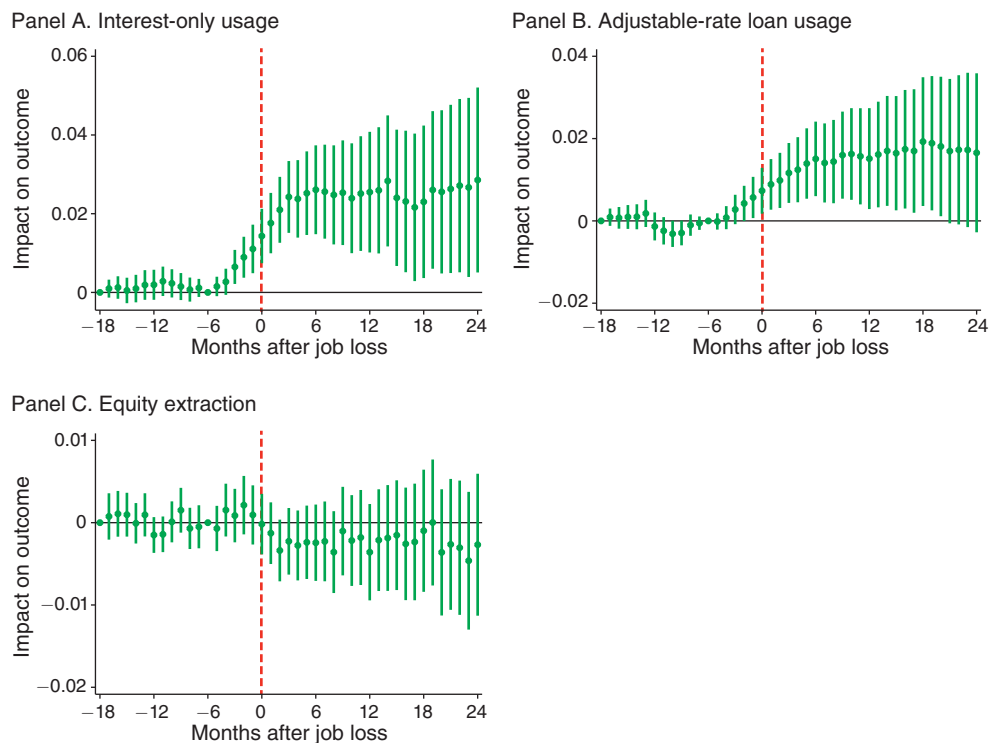 Panel A. Interest-only usage
0.06
0.04
0.02
0
Impact on outcome
−18 −12 −6 0 6 12 18 24
Months after job loss
Panel B. Adjustable-rate loan usage
0.04
0.02
0
−0.02
Impact on outcome
−18 −12 −6 0 6 12 18 24
Months after job loss
Panel C. Equity extraction
0.01
0
−0.01
−0.02
Impact on outcome
−18 −12 −6 0 6 12 18 24
Months after job loss